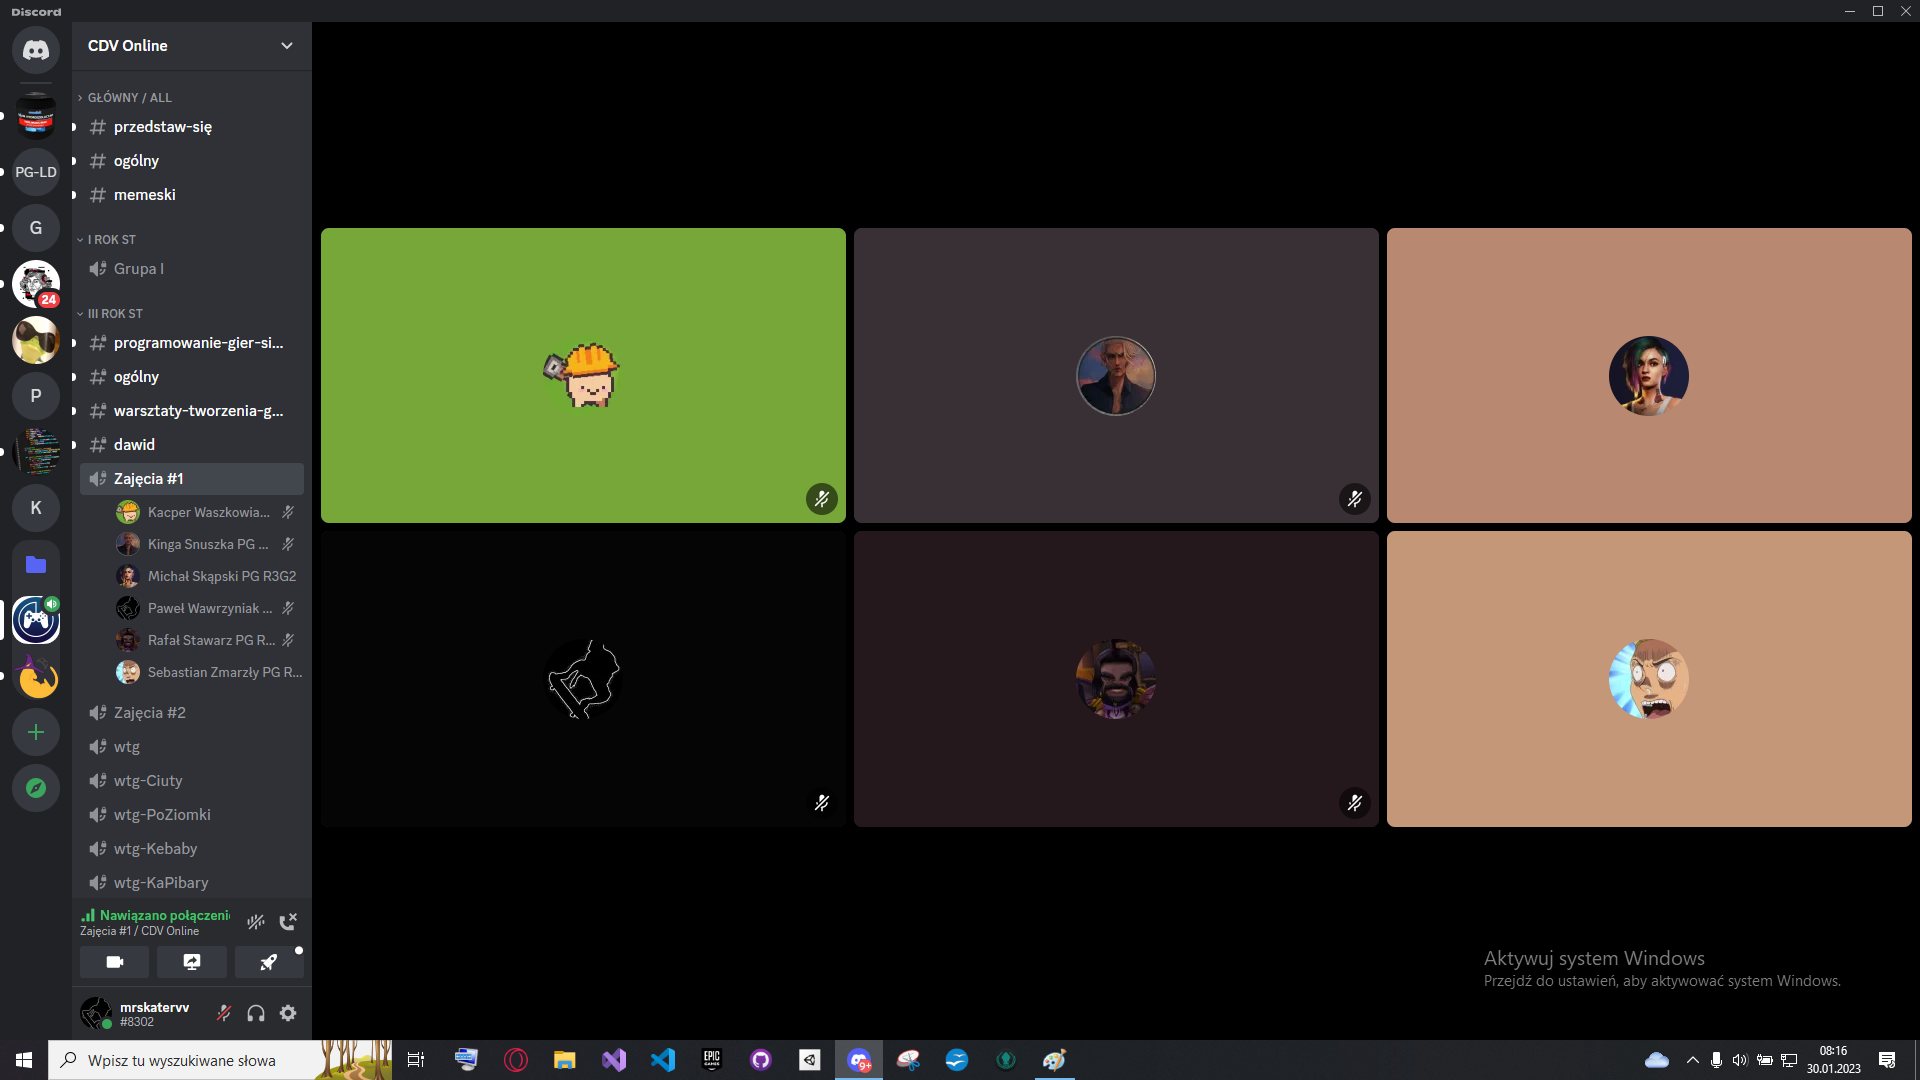 Discord
CDV Online
GŁÓWNY / ALL
przedstaw-się
ogólny
memeski
PG-LD
G
24
I ROK ST
Grupa I
III ROK ST
programowanie-gier-si...
ogólny
P
warsztaty-tworzenia-g...
dawid
Zajęcia #1
K
Kacper Waszkowia...
Kinga Snuszka PG ...
Michał Skąpski PG R3G2
Paweł Wawrzyniak ...
Rafał Stawarz PG R...
Sebastian Zmarzły PG R...
Zajęcia #2
wtg
wtg-Ciuty
wtg-PoZiomki
wtg-Kebaby
wtg-KaPibary
Nawiązano połączeni
Zajęcia #1 / CDV Online
mrskatervv
#8302
Aktywuj system Windows
Przejdź do ustawień, aby aktywować system Windows.
Wpisz tu wyszukiwane słowa
EPIC
GAMES
9+
08:16
30.01.2023